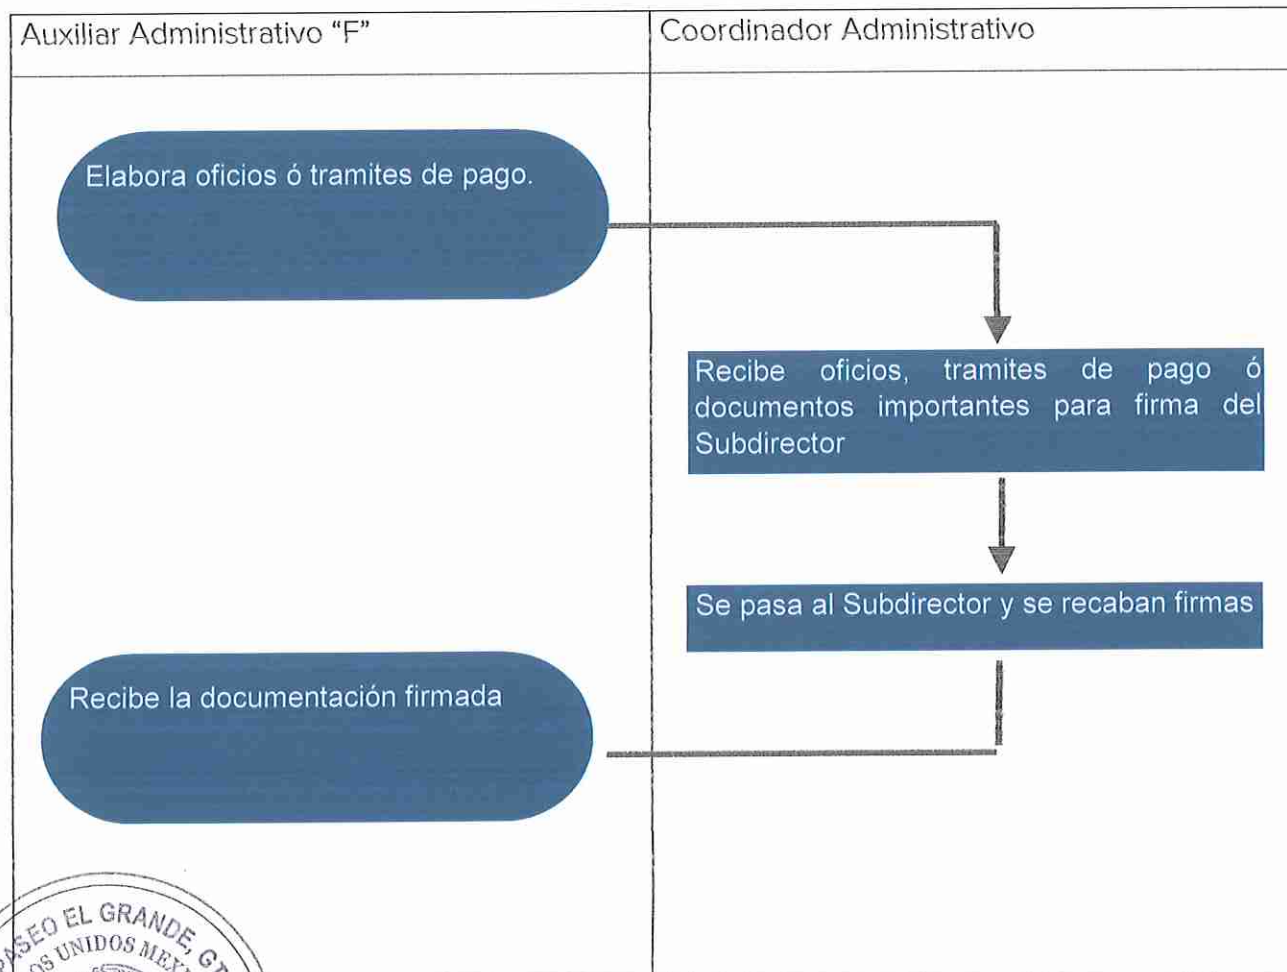 Auxiliar Administrativo “F”
Coordinador Administrativo
Elabora oficios ó tramites de pago.
Recibe oficios, tramites de pago ó
documentos importantes para firma del
Subdirector
Se pasa al Subdirector y se recaban firmas
Recibe la documentación firmada
EL GRANDE,
UNIDOS